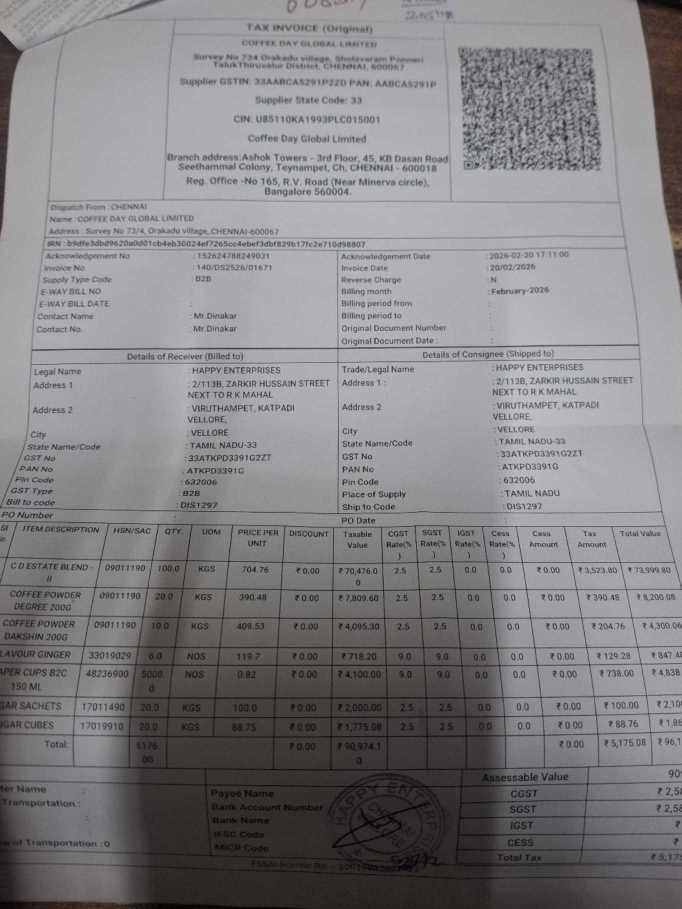 TAX INVOICE (Original)
COFFEE DAY GLOBAL LIMITED
Survey No 734 Orakadu village, Sholavaram Ponneri
TalukThiruvalur District, CHENNAI, 600067
Supplier GSTIN: 33AABCA5291P2ZD PAN: AABCA5291P
Supplier State Code: 33
CIN: U85110KA1993PLC015001
Coffee Day Global Limited
Branch address:Ashok Towers - 3rd Floor, 45, KB Dasan Road
Seethammal Colony, Teynampet, Ch, CHENNAI - 600018
Reg. Office -No 165, R.V. Road (Near Minerva circle),
Bangalore 560004.
Dispatch From : CHENNAI
Name : COFFEE DAY GLOBAL LIMITED
Address : Survey No 73/4, Orakadu village,,CHENNAI-600067
IRN : b9dfe3dbd9620a0d01cb4eb30024ef7265cc4ebef3dbf829b17fc2e710d98807
Acknowledgement No : 152624788249031 Acknowledgement Date : 2026-02-20 17:11:00
Invoice No : 140/DS2526/01671 Invoice Date : 20/02/2026
Supply Type Code : B2B Reverse Charge : N
E-WAY BILL NO : Billing month : February-2026
E-WAY BILL DATE : Billing period from :
Contact Name : Mr.Dinakar Billing period to :
Contact No. : Mr.Dinakar Original Document Number :
Original Document Date :
Details of Receiver (Billed to) Details of Consignee (Shipped to)
Legal Name : HAPPY ENTERPRISES Trade/Legal Name : HAPPY ENTERPRISES
Address 1 : 2/113B, ZARKIR HUSSAIN STREET Address 1 : : 2/113B, ZARKIR HUSSAIN STREET
NEXT TO R K MAHAL NEXT TO R K MAHAL
Address 2 : VIRUTHAMPET, KATPADI Address 2 : VIRUTHAMPET, KATPADI
VELLORE, VELLORE,
City : VELLORE City : VELLORE
State Name/Code : TAMIL NADU-33 State Name/Code : TAMIL NADU-33
GST No : 33ATKPD3391G2ZT GST No : 33ATKPD3391G2ZT
PAN No : ATKPD3391G PAN No : ATKPD3391G
Pin Code : 632006 Pin Code : 632006
GST Type : B2B Place of Supply : TAMIL NADU
Bill to code : DIS1297 Ship to Code : DIS1297
PO Number : PO Date :
Sl ITEM DESCRIPTION HSN/SAC QTY. UOM PRICE PER DISCOUNT Taxable CGST SGST IGST Cess Cess Tax Total Value
UNIT Value Rate(% Rate(% Rate(% Rate(% Amount Amount
) ) ) )
C D ESTATE BLEND - 09011190 100.0 KGS 704.76 ₹ 0.00 ₹ 70,476.0 2.5 2.5 0.0 0.0 ₹ 0.00 ₹ 3,523.80 ₹ 73,999.80
II 0
COFFEE POWDER 09011190 20.0 KGS 390.48 ₹ 0.00 ₹ 7,809.60 2.5 2.5 0.0 0.0 ₹ 0.00 ₹ 390.48 ₹ 8,200.08
DEGREE 200G
COFFEE POWDER 09011190 10.0 KGS 409.53 ₹ 0.00 ₹ 4,095.30 2.5 2.5 0.0 0.0 ₹ 0.00 ₹ 204.76 ₹ 4,300.06
DAKSHIN 200G
LAVOUR GINGER 33019029 6.0 NOS 119.7 ₹ 0.00 ₹ 718.20 9.0 9.0 0.0 0.0 ₹ 0.00 ₹ 129.28 ₹ 847.48
APER CUPS B2C 48236900 5000. NOS 0.82 ₹ 0.00 ₹ 4,100.00 9.0 9.0 0.0 0.0 ₹ 0.00 ₹ 738.00 ₹ 4,838
150 ML 0
GAR SACHETS 17011490 20.0 KGS 100.0 ₹ 0.00 ₹ 2,000.00 2.5 2.5 0.0 0.0 ₹ 0.00 ₹ 100.00 ₹ 2,10
GAR CUBES 17019910 20.0 KGS 88.75 ₹ 0.00 ₹ 1,775.00 2.5 2.5 0.0 0.0 ₹ 0.00 ₹ 88.76 ₹ 1,86
Total: 5176. ₹ 0.00 ₹ 90,974.1 ₹ 0.00 ₹ 5,175.08 ₹ 96,1
00 0
Assessable Value 90
ter Name : Payee Name CGST ₹ 2,58
Transportation : Bank Account Number SGST ₹ 2,58
Bank Name IGST ₹
IFSC Code CESS ₹
of Transportation : 0 MICR Code Total Tax ₹ 5,175
HAPPY ENTERPRI